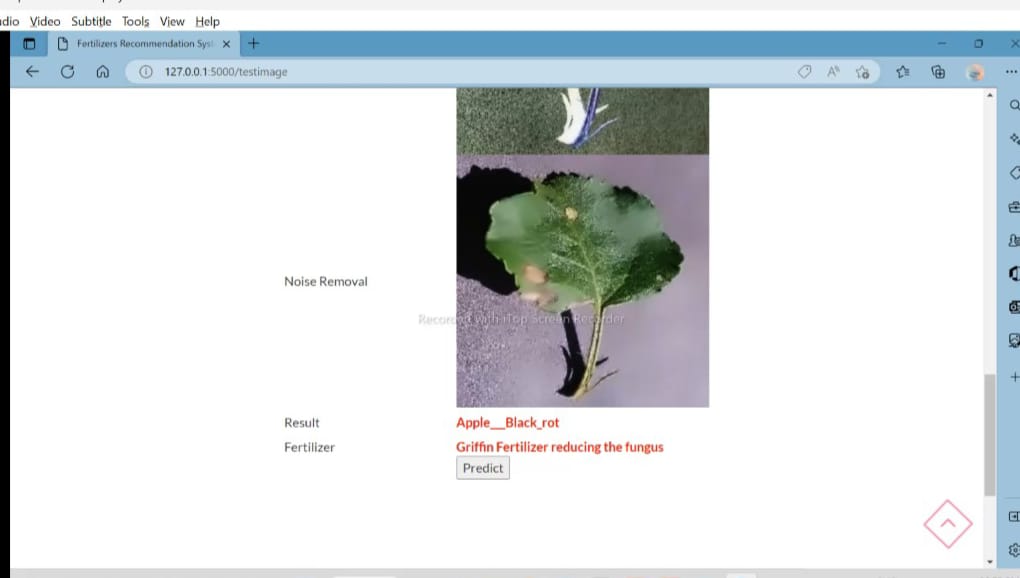 dio Video Subtitle Tools View Help
Fertilizers Recommendation Syst
127.0.0.1:5000/testimage
Noise Removal
Recorded with iTop Screen Recorder
Result Apple__Black_rot
Fertilizer Griffin Fertilizer reducing the fungus
Predict